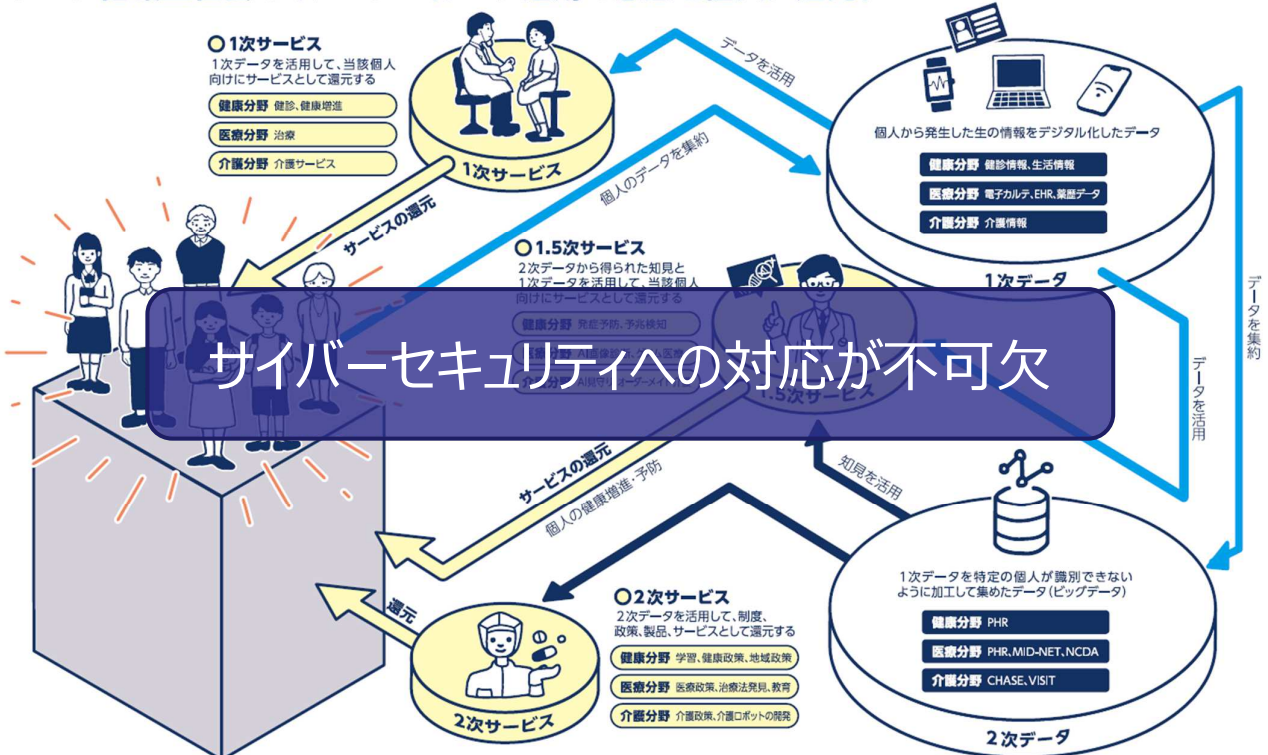 ○1次サービス
1次データを活用して、当該個人
向けにサービスとして還元する
健康分野 健診、健康増進
医療分野 治療
介護分野 介護サービス
1次サービス
データを活用
個人のデータを集約
サービスの還元
個人から発生した生の情報をデジタル化したデータ
健康分野 健診情報、生活情報
医療分野 電子カルテ、EHR、薬歴データ
介護分野 介護情報
1次データ
データを集約
データを活用
○1.5次サービス
2次データから得られた知見と
1次データを活用して、当該個人
向けにサービスとして還元する
健康分野 発症予防、予兆検知
サイバーセキュリティへの対応が不可欠
1.5次サービス
サービスの還元
個人の健康増進・予防
知見を活用
1次データを特定の個人が識別できない
ように加工して集めたデータ(ビッグデータ)
健康分野 PHR
医療分野 PHR、MID-NET、NCDA
介護分野 CHASE、VISIT
2次データ
還元
○2次サービス
2次データを活用して、制度、
政策、製品、サービスとして還元する
健康分野 学習、健康政策、地域政策
医療分野 医療政策、治療法発見、教育
介護分野 介護政策、介護ロボットの開発
2次サービス